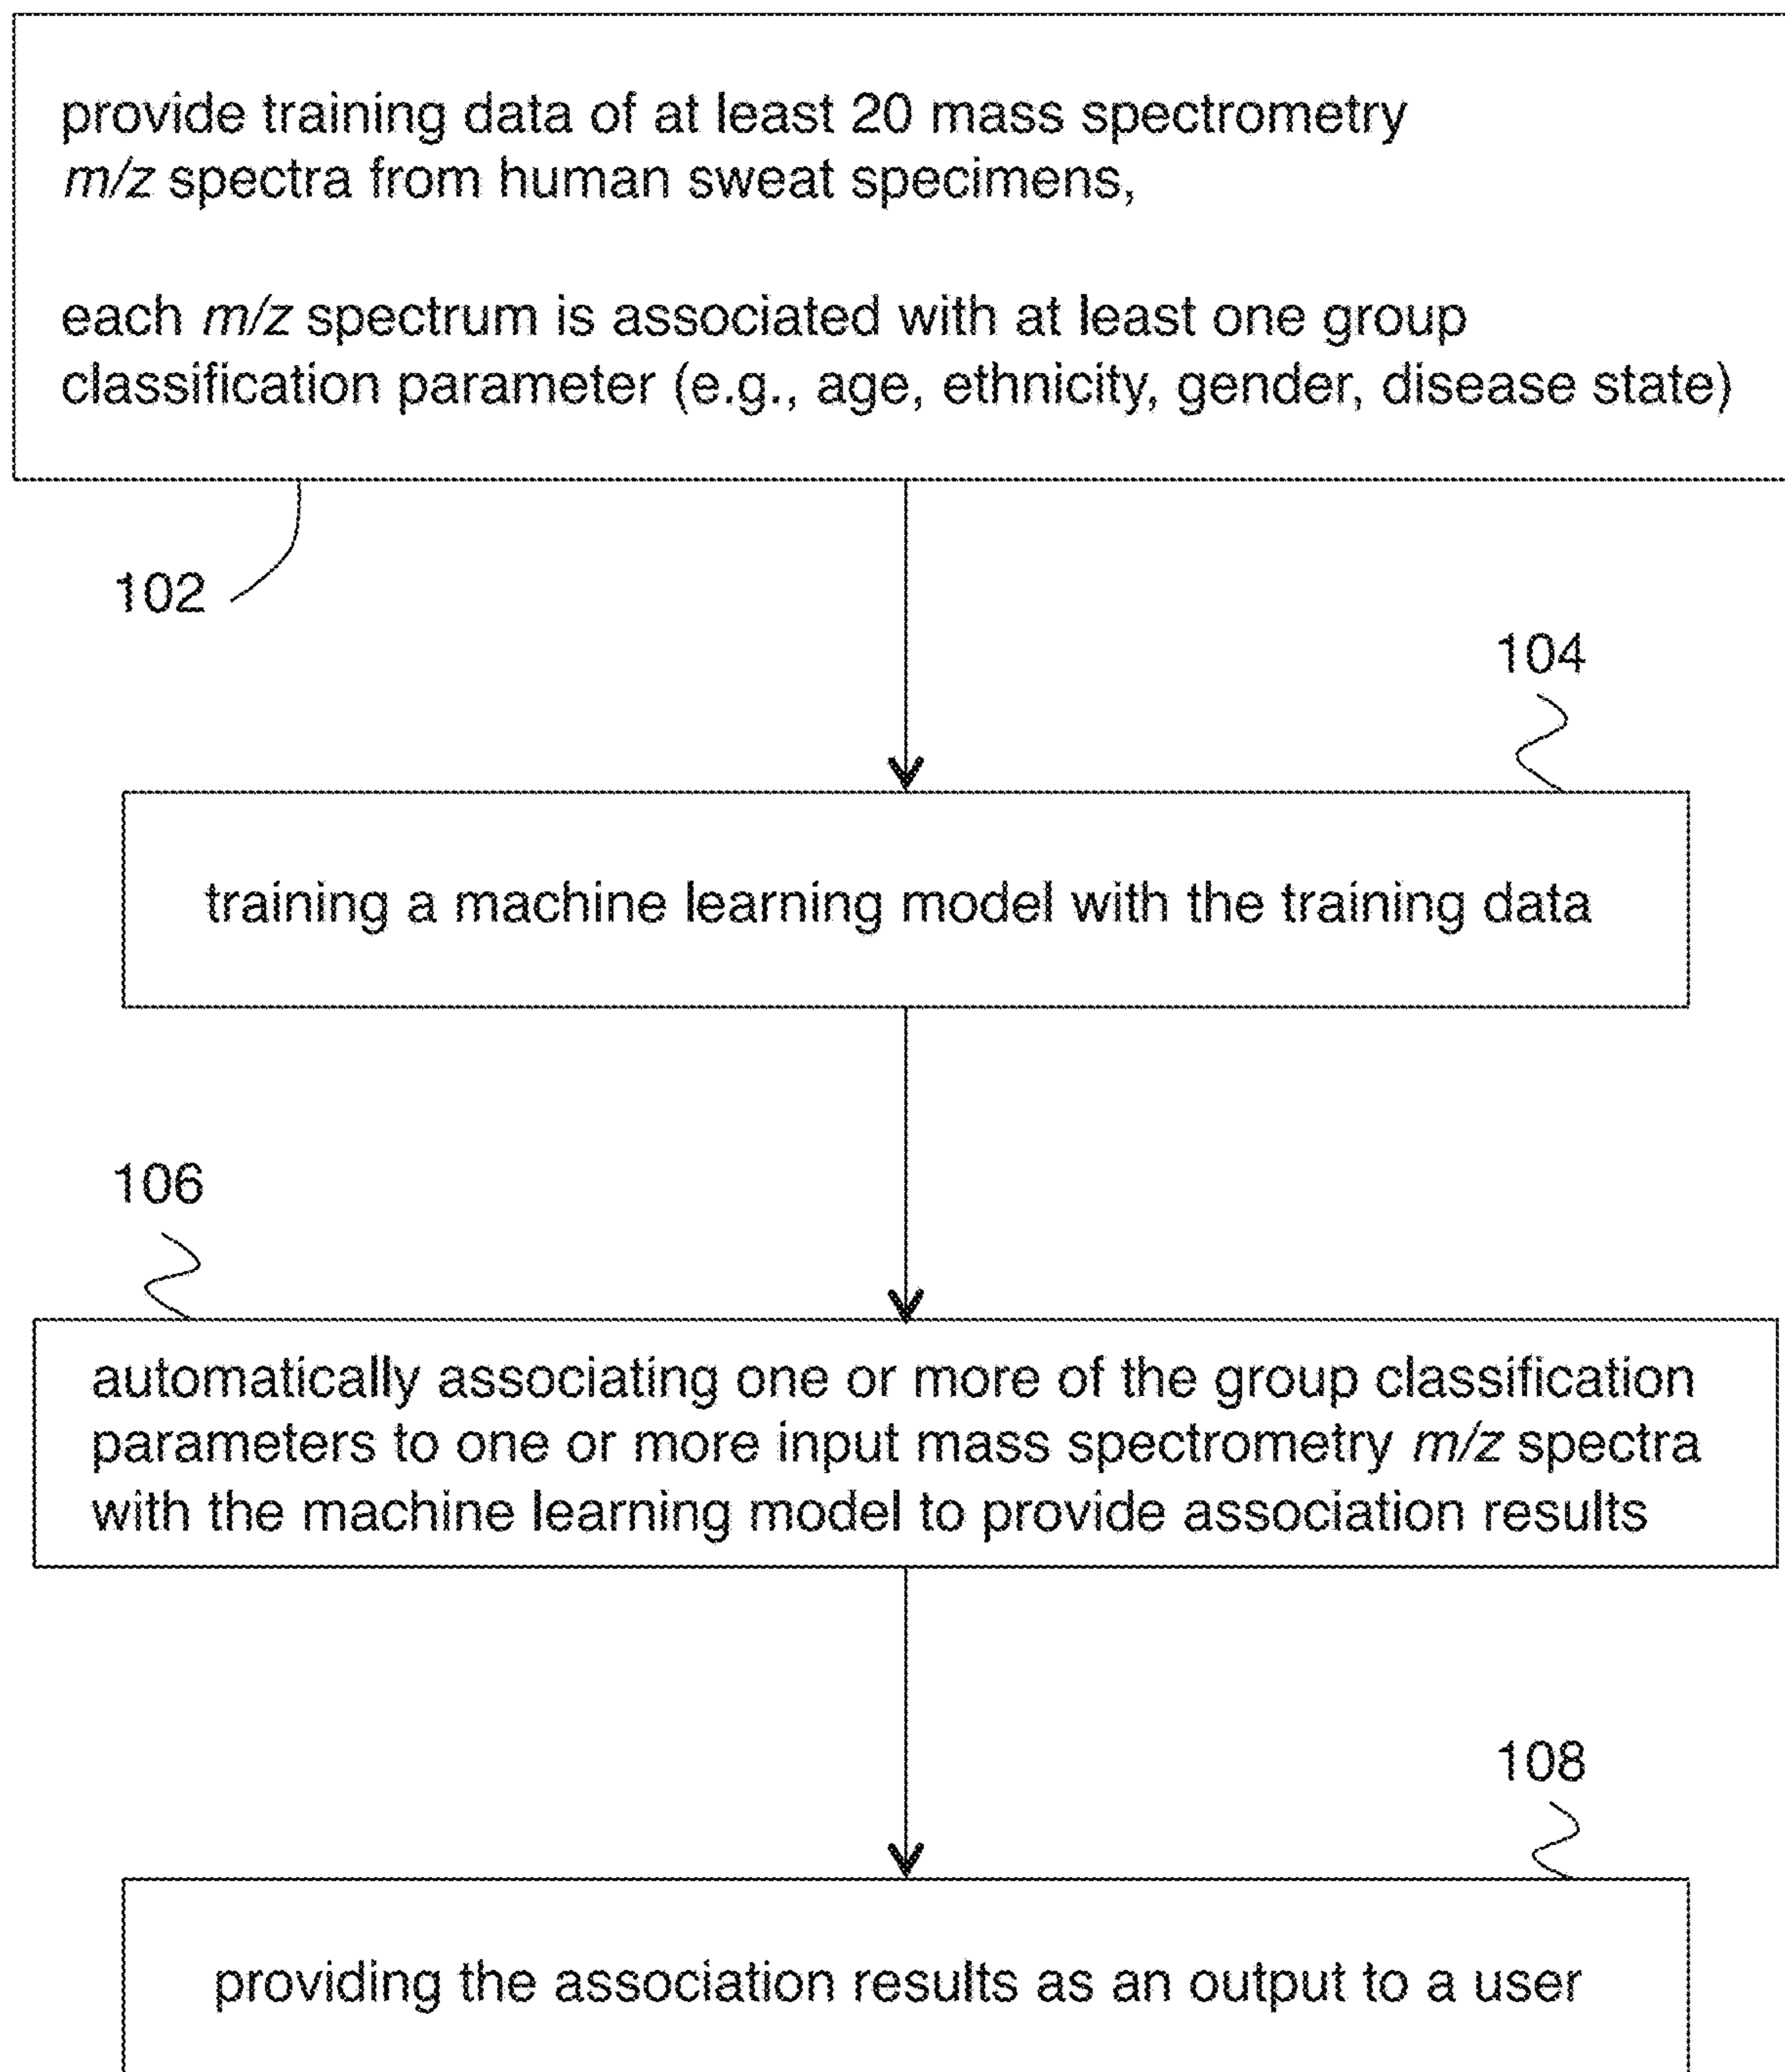 provide training data of at least 20 mass spectrometry
m/z spectra from human sweat specimens,
each m/z spectrum is associated with at least one group
classification parameter (e.g., age, ethnicity, gender, disease state)
102
104
training a machine learning model with the training data
106
automatically associating one or more of the group classification
parameters to one or more input mass spectrometry m/z spectra
with the machine learning model to provide association results
108
providing the association results as an output to a user